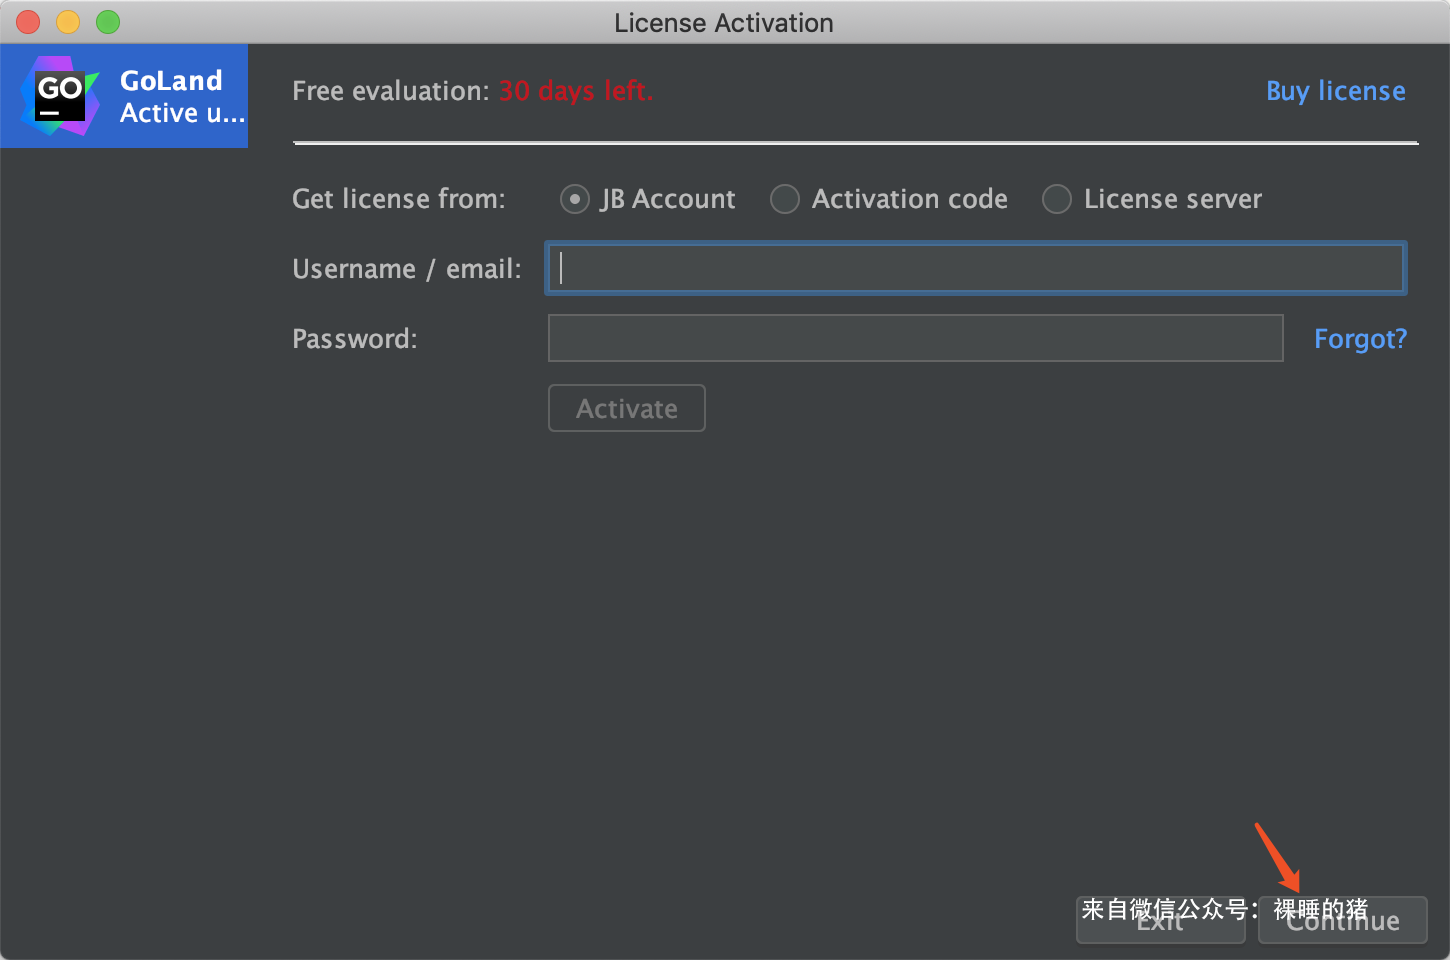 License Activation
GO
GoLand
Active u...
Free evaluation: 30 days left.
Buy license
Get license from:
JB Account
Activation code
License server
Username / email:
Password:
Forgot?
Activate
来自微信公众号：裸睡的猪
Exit
Continue